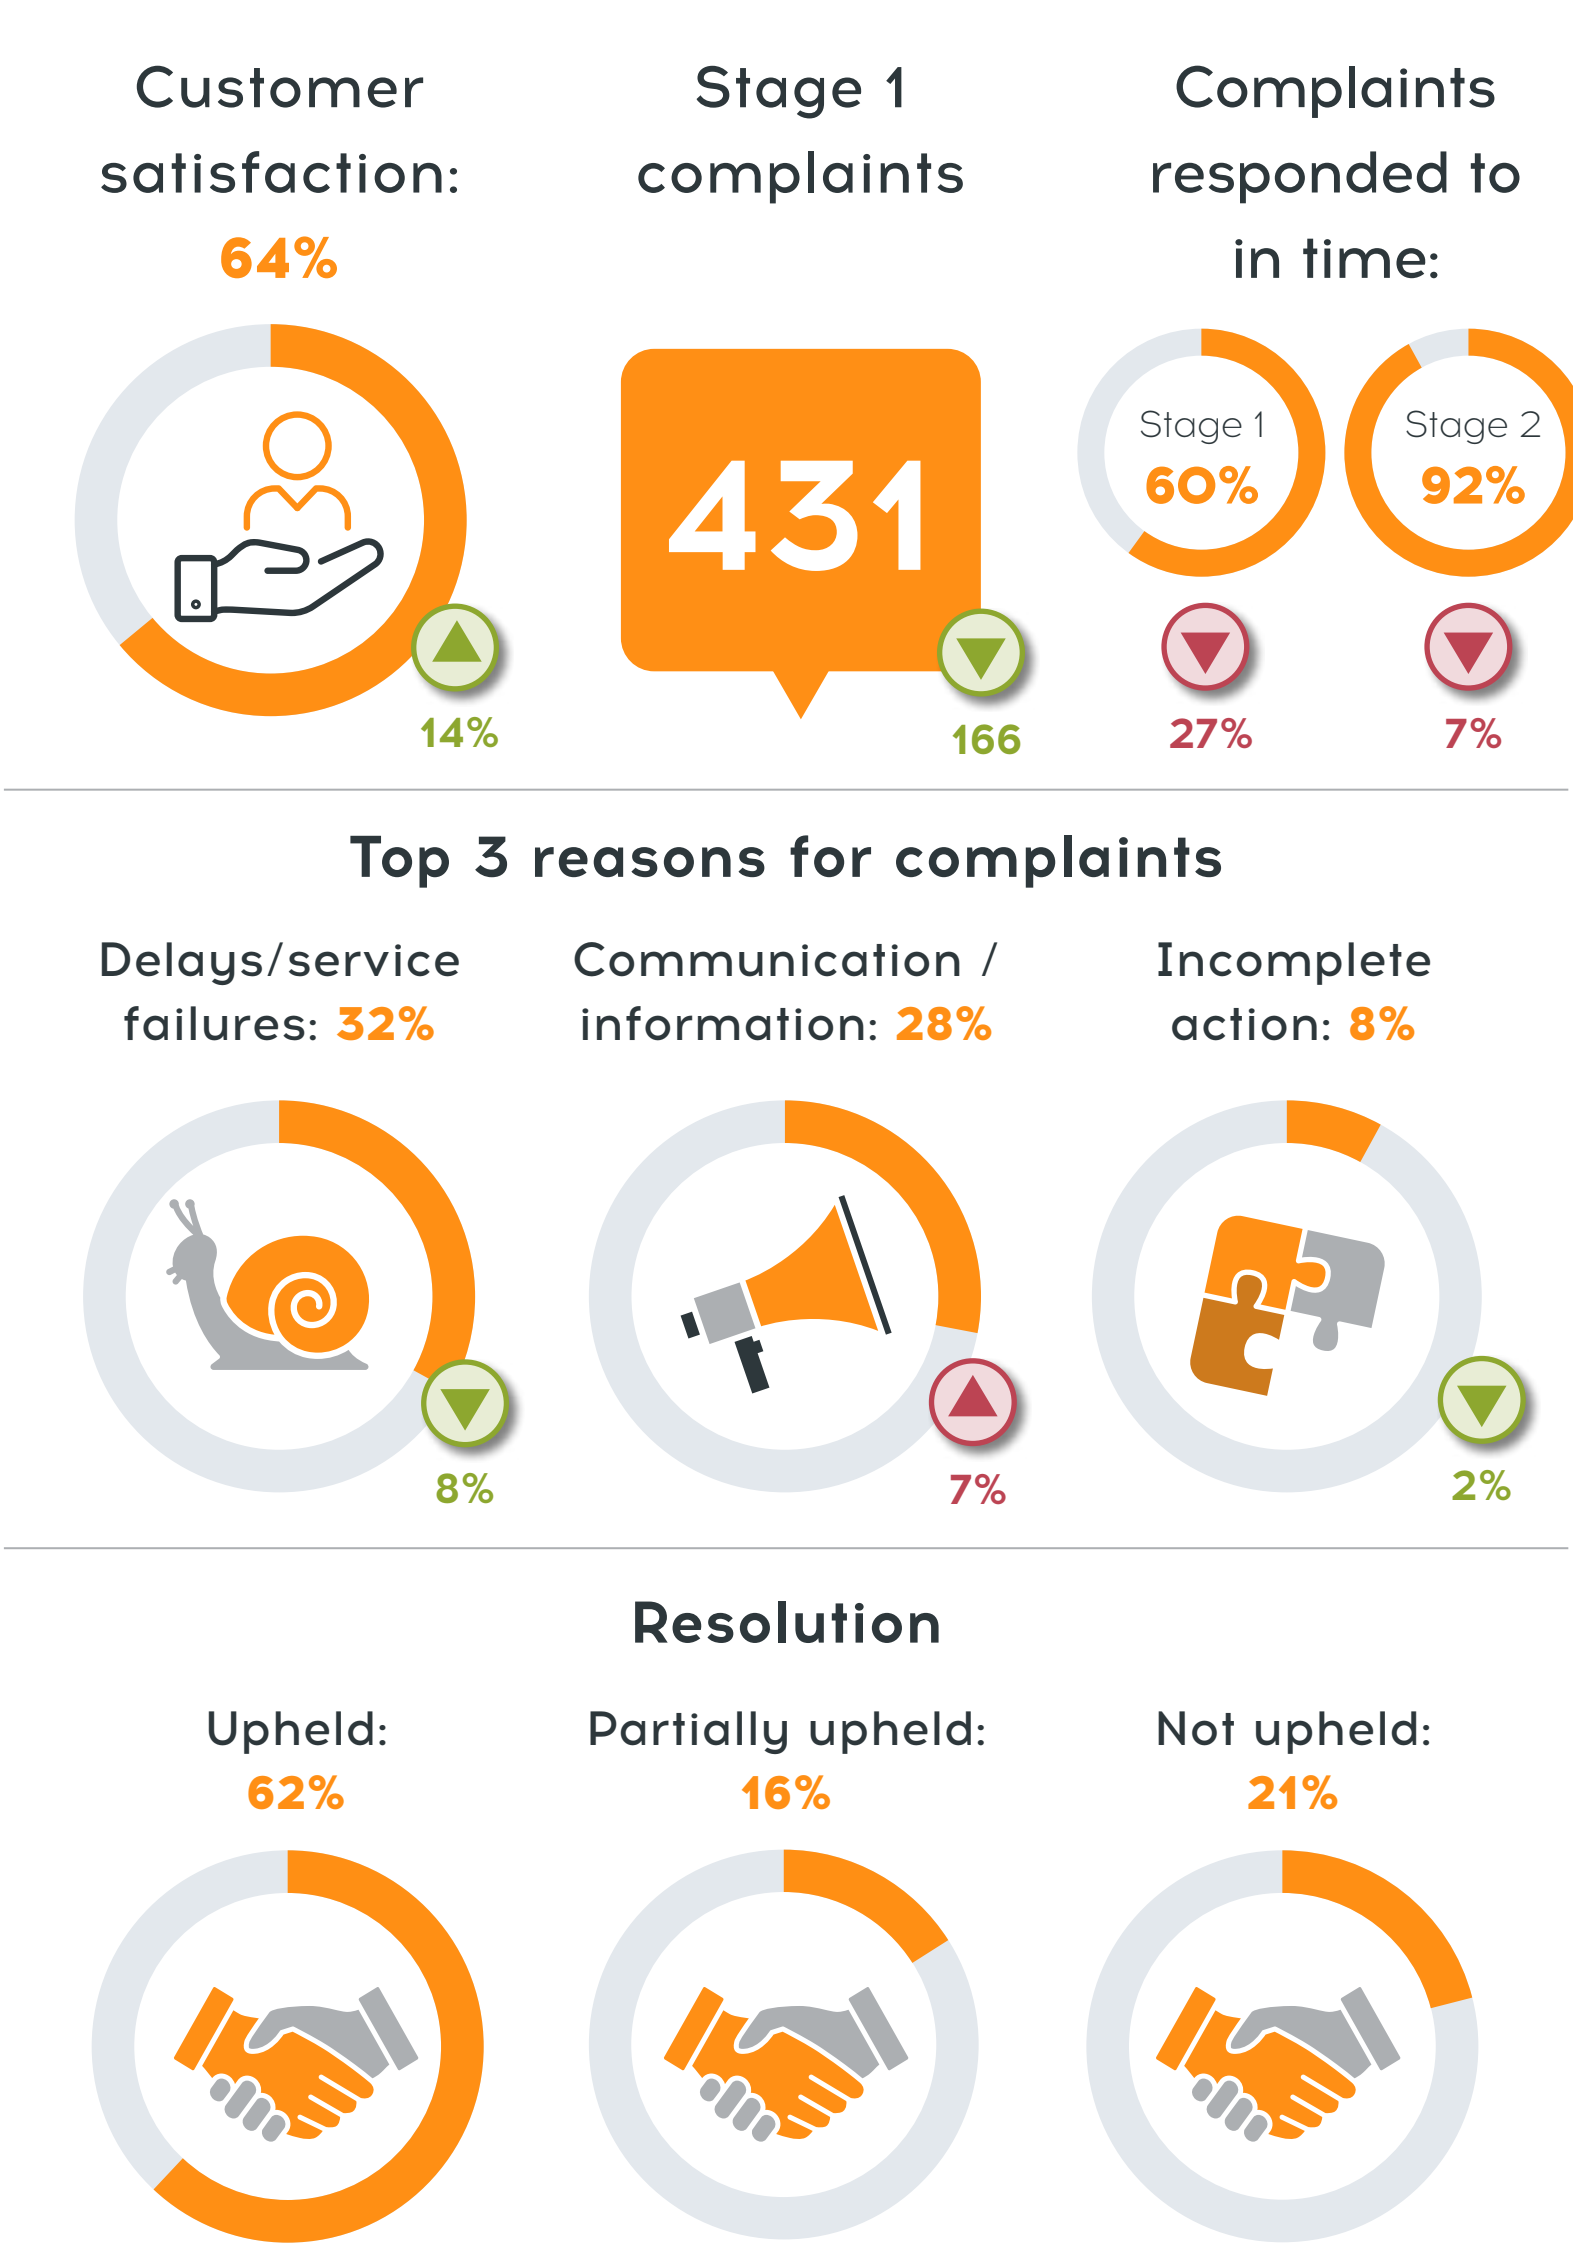 Customer
satisfaction:
64%
14%
Stage 1
complaints
431
166
Complaints
responded to
in time:
Stage 1
60%
27%
Stage 2
92%
7%
Top 3 reasons for complaints
Delays/service
failures: 32%
8%
Communication /
information: 28%
7%
Incomplete
action: 8%
2%
Resolution
Upheld:
62%
Partially upheld:
16%
Not upheld:
21%